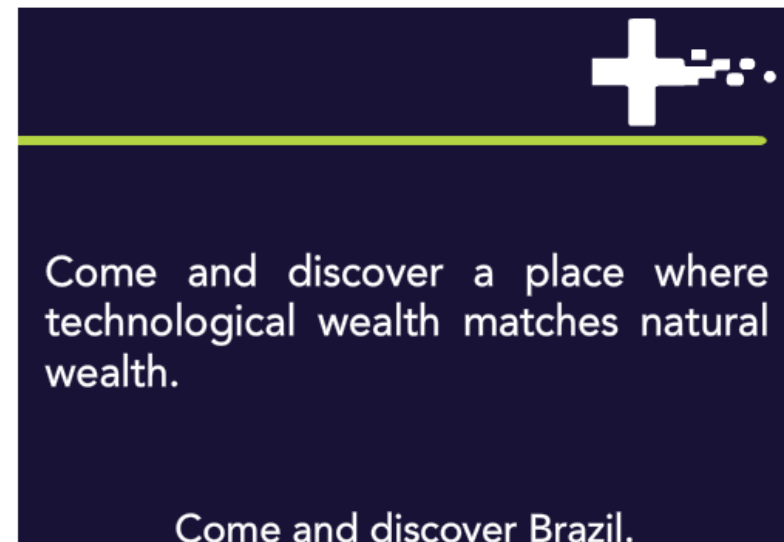 Come and discover a place where
technological wealth matches natural
wealth.
Come and discover Brazil.